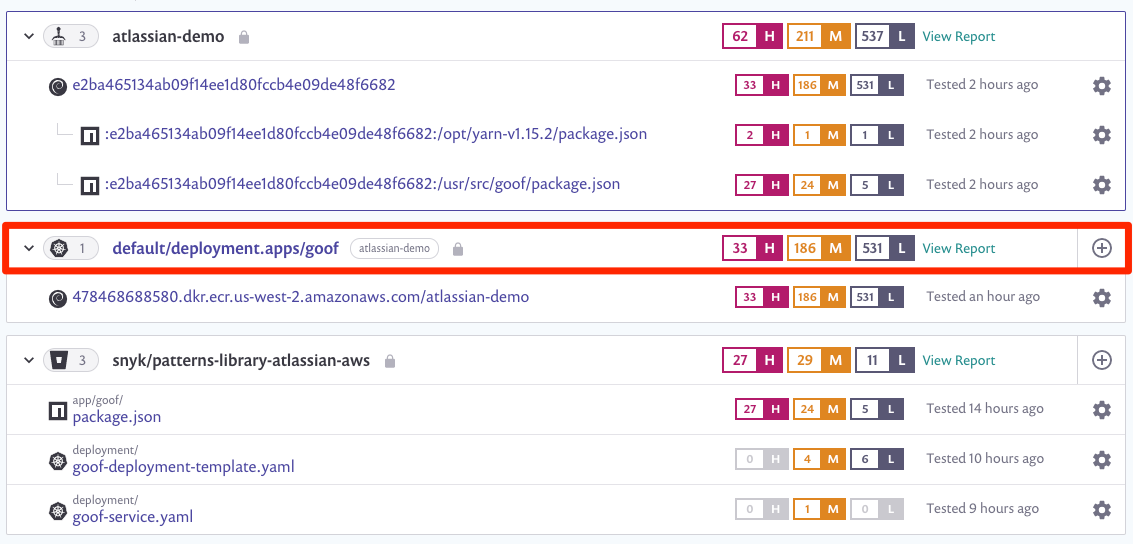 3 atlassian-demo 62 H 211 M 537 L View Report
e2ba465134ab09f14ee1d80fccb4e09de48f6682 33 H 186 M 531 L Tested 2 hours ago
:e2ba465134ab09f14ee1d80fccb4e09de48f6682:/opt/yarn-v1.15.2/package.json 2 H 1 M 1 L Tested 2 hours ago
:e2ba465134ab09f14ee1d80fccb4e09de48f6682:/usr/src/goof/package.json 27 H 24 M 5 L Tested 2 hours ago
1 default/deployment.apps/goof atlassian-demo 33 H 186 M 531 L View Report
478468688580.dkr.ecr.us-west-2.amazonaws.com/atlassian-demo 33 H 186 M 531 L Tested an hour ago
3 snyk/patterns-library-atlassian-aws 27 H 29 M 11 L View Report
app/goof/
package.json 27 H 24 M 5 L Tested 14 hours ago
deployment/
goof-deployment-template.yaml 0 H 4 M 6 L Tested 10 hours ago
deployment/
goof-service.yaml 0 H 1 M 0 L Tested 9 hours ago